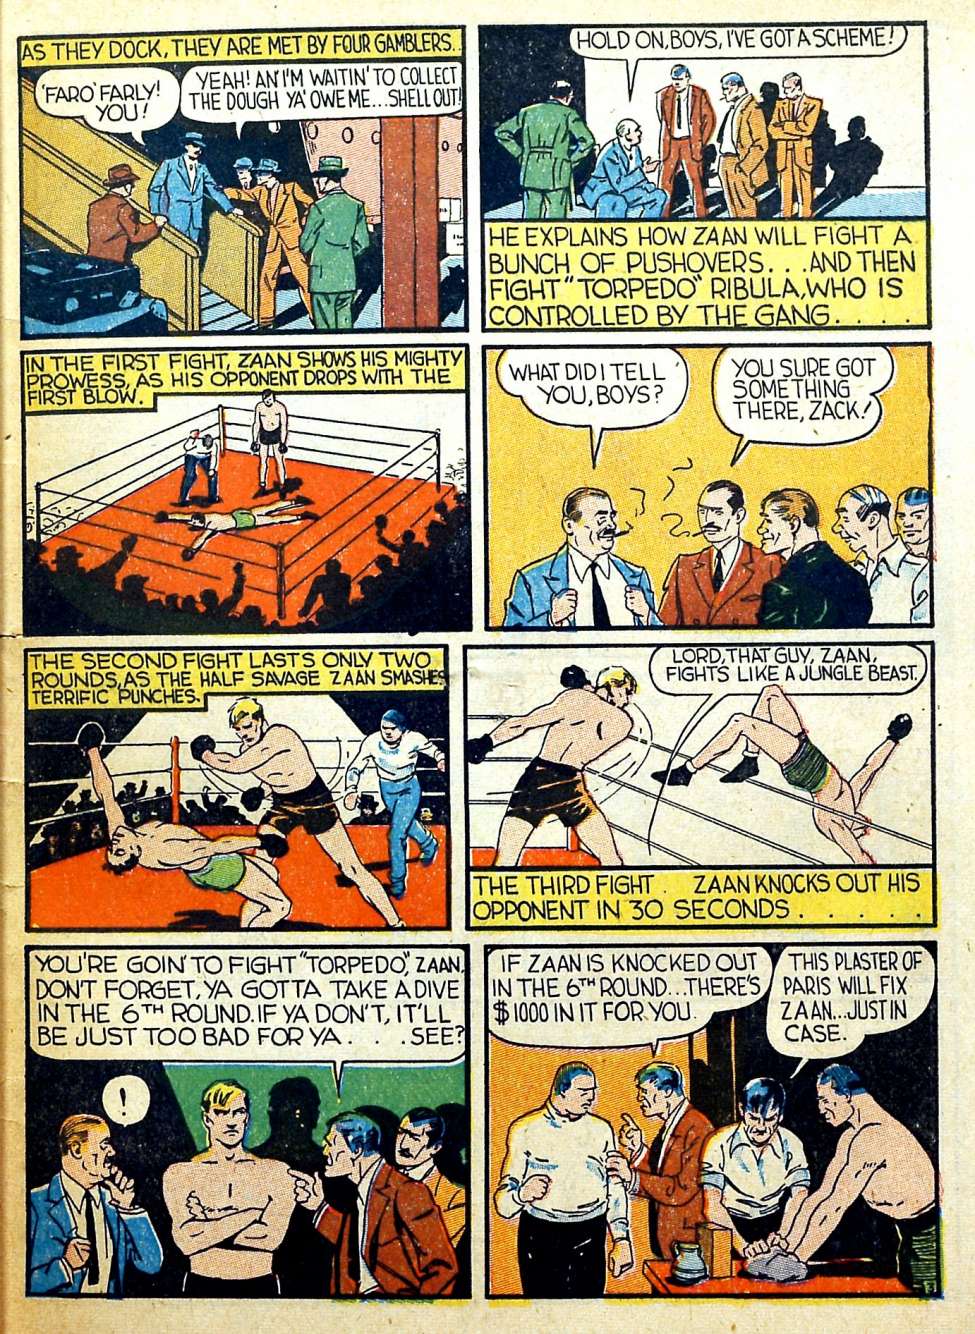 AS THEY DOCK, THEY ARE MET BY FOUR GAMBLERS..
'FARO' FARLY!
YOU!
YEAH! AN' I'M WAITIN' TO COLLECT
THE DOUGH YA' OWE ME...SHELL OUT!
HOLD ON, BOYS, I'VE GOT A SCHEME!
HE EXPLAINS HOW ZAAN WILL FIGHT A
BUNCH OF PUSHOVERS...AND THEN
FIGHT "TORPEDO" RIBULA, WHO IS
CONTROLLED BY THE GANG....
IN THE FIRST FIGHT, ZAAN SHOWS HIS MIGHTY
PROWESS, AS HIS OPPONENT DROPS WITH THE
FIRST BLOW.
WHAT DID I TELL
YOU, BOYS?
YOU SURE GOT
SOMETHING
THERE, ZACK!
THE SECOND FIGHT LASTS ONLY TWO
ROUNDS, AS THE HALF SAVAGE ZAAN SMASHES
TERRIFIC PUNCHES.
LORD, THAT GUY, ZAAN,
FIGHTS LIKE A JUNGLE BEAST.
THE THIRD FIGHT. ZAAN KNOCKS OUT HIS
OPPONENT IN 30 SECONDS.....
YOU'RE GOIN' TO FIGHT "TORPEDO", ZAAN.
DON'T FORGET, YA GOTTA TAKE A DIVE
IN THE 6TH ROUND. IF YA DON'T, IT'LL
BE JUST TOO BAD FOR YA...SEE?
!
IF ZAAN IS KNOCKED OUT
IN THE 6TH ROUND...THERE'S
$1000 IN IT FOR YOU.
THIS PLASTER OF
PARIS WILL FIX
ZAAN...JUST IN
CASE.